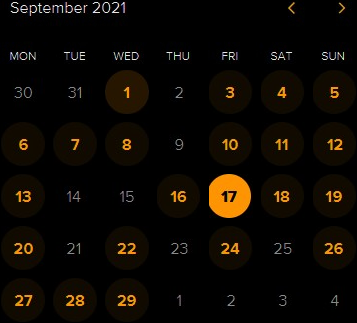 September 2021
MON TUE WED THU FRI SAT SUN
30 31 1 2 3 4 5
6 7 8 9 10 11 12
13 14 15 16 17 18 19
20 21 22 23 24 25 26
27 28 29 1 2 3 4